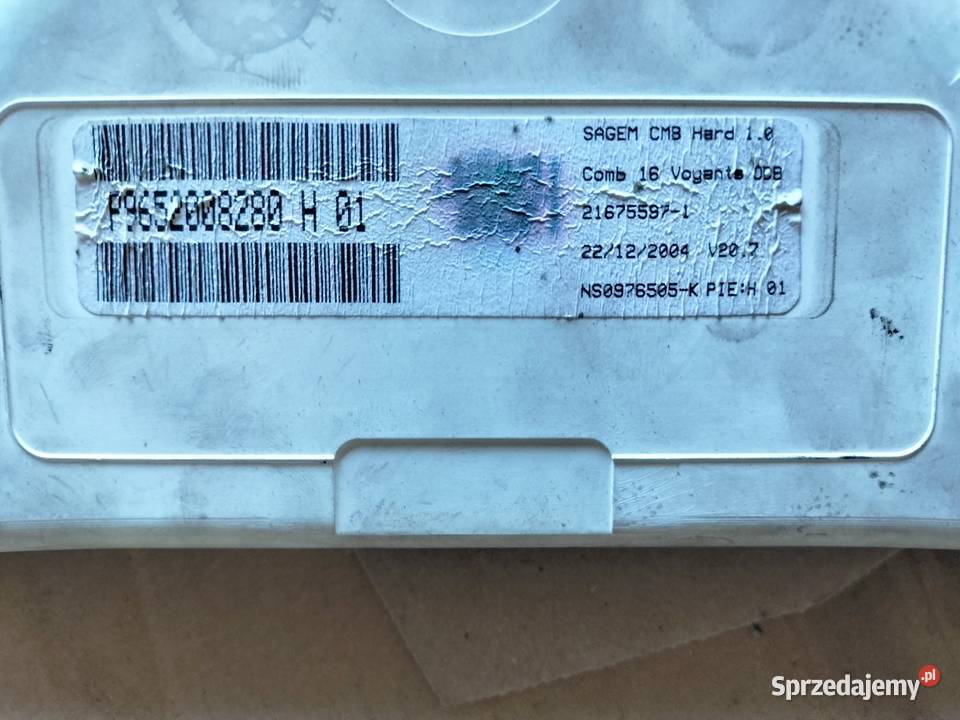 P9652008280 H 01
SAGEM CMB Hard 1.0
Comb 16 Voyants DDB
21675597-1
22/12/2004 V20.7
NS0976505-K PIE:H 01
Sprzedajemy.pl